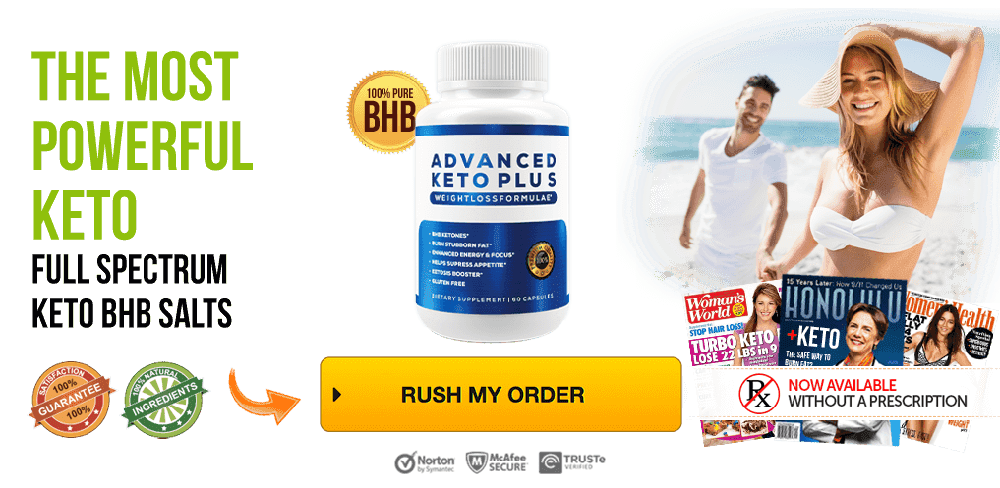 THE MOST
POWERFUL
KETO
FULL SPECTRUM
KETO BHB SALTS
SATISFACTION
100%
GUARANTEE
100%
100% NATURAL
INGREDIENTS
100% PURE
BHB
ADVANCED
KETO PLUS
WEIGHTLOSSFORMULAE*
• BHB KETONES*
• BURN STUBBORN FAT*
• ENHANCED ENERGY & FOCUS*
• HELPS SUPRESS APPETITE*
• KETOSIS BOOSTER*
• GLUTEN FREE
100%
DIETARY SUPPLEMENT | 60 CAPSULES
RUSH MY ORDER
Norton
by Symantec
McAfee
SECURE
TRUSTe
VERIFIED
Woman's
World
STOP HAIR LOSS!
TURBO KETO
LOSE 22 LBS in 9
15 Years Later: How 9/11 Changed Us
HONOLULU
+KETO
THE SAFE WAY TO
BURN FAT
Women's Health
FLAT
Rx
NOW AVAILABLE
WITHOUT A PRESCRIPTION
WEIGHT